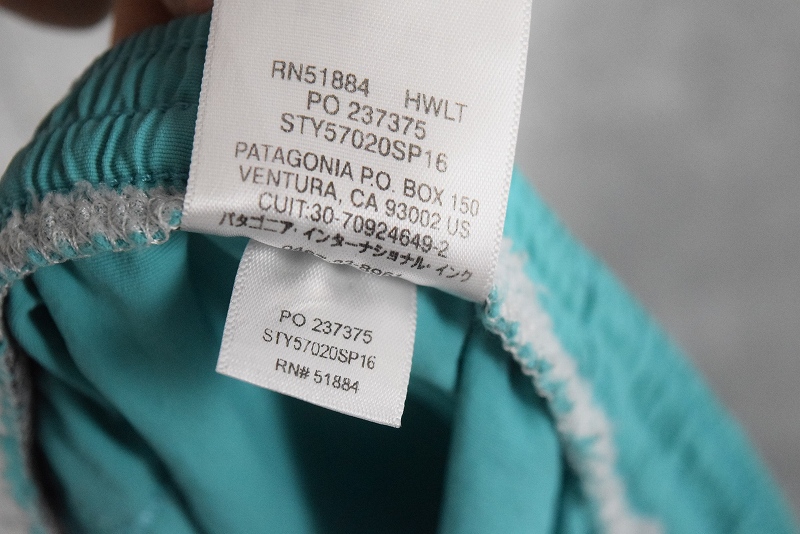 RN51884 HWLT
PO 237375
STY57020SP16
PATAGONIA P.O. BOX 150
VENTURA, CA 93002 US
CUIT:30-70924649-2
パタゴニア・インターナショナル・インク
PO 237375
STY57020SP16
RN# 51884